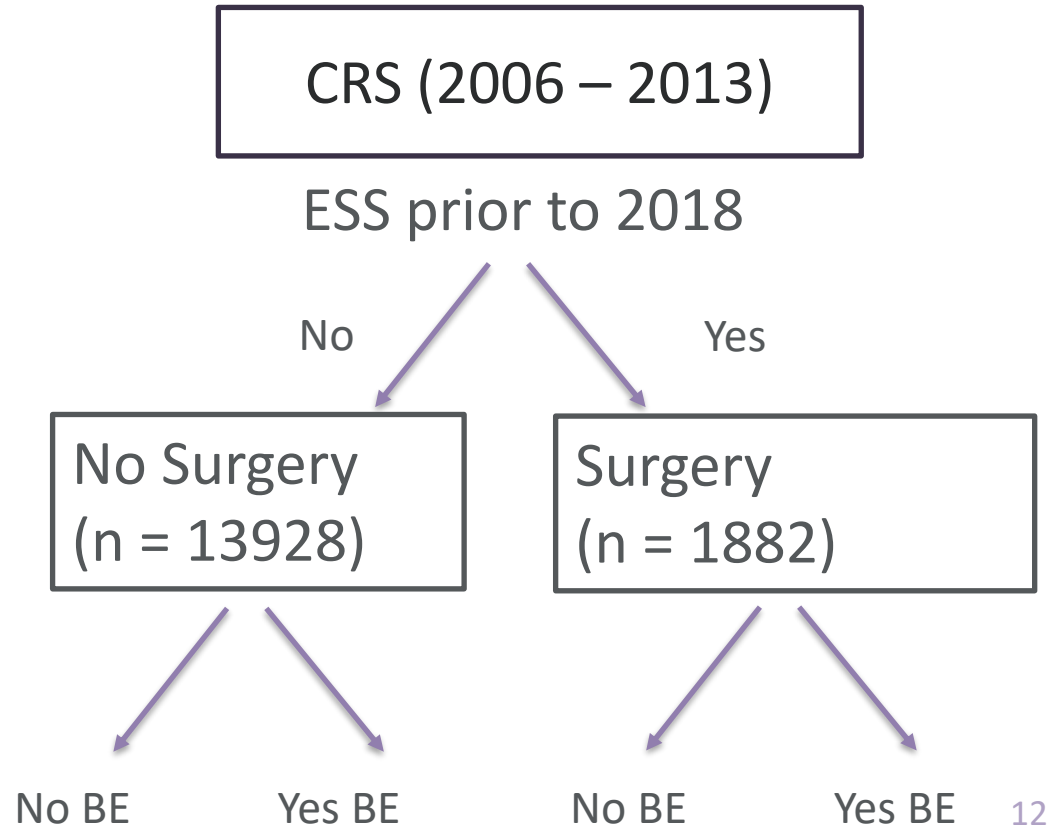 CRS (2006 – 2013)
ESS prior to 2018
No
Yes
No Surgery
(n = 13928)
Surgery
(n = 1882)
No BE
Yes BE
No BE
Yes BE
12